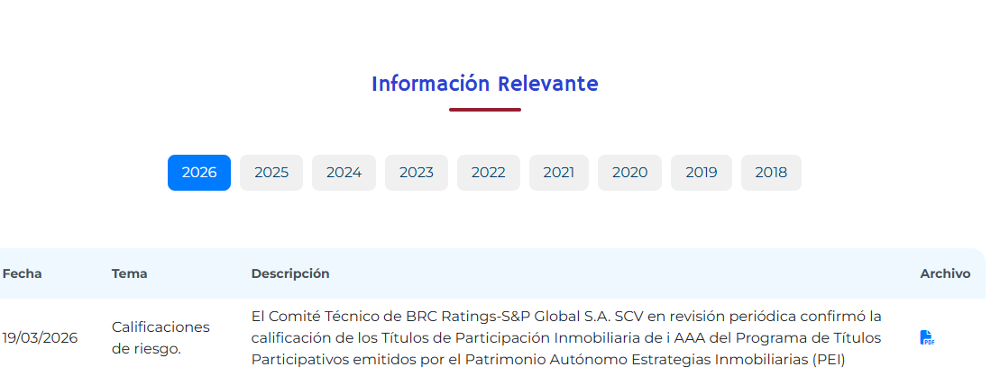 Información Relevante
2026 2025 2024 2023 2022 2021 2020 2019 2018
Fecha Tema Descripción Archivo
19/03/2026
Calificaciones
de riesgo.
El Comité Técnico de BRC Ratings-S&P Global S.A. SCV en revisión periódica confirmó la
calificación de los Títulos de Participación Inmobiliaria de i AAA del Programa de Títulos
Participativos emitidos por el Patrimonio Autónomo Estrategias Inmobiliarias (PEI)
PDF